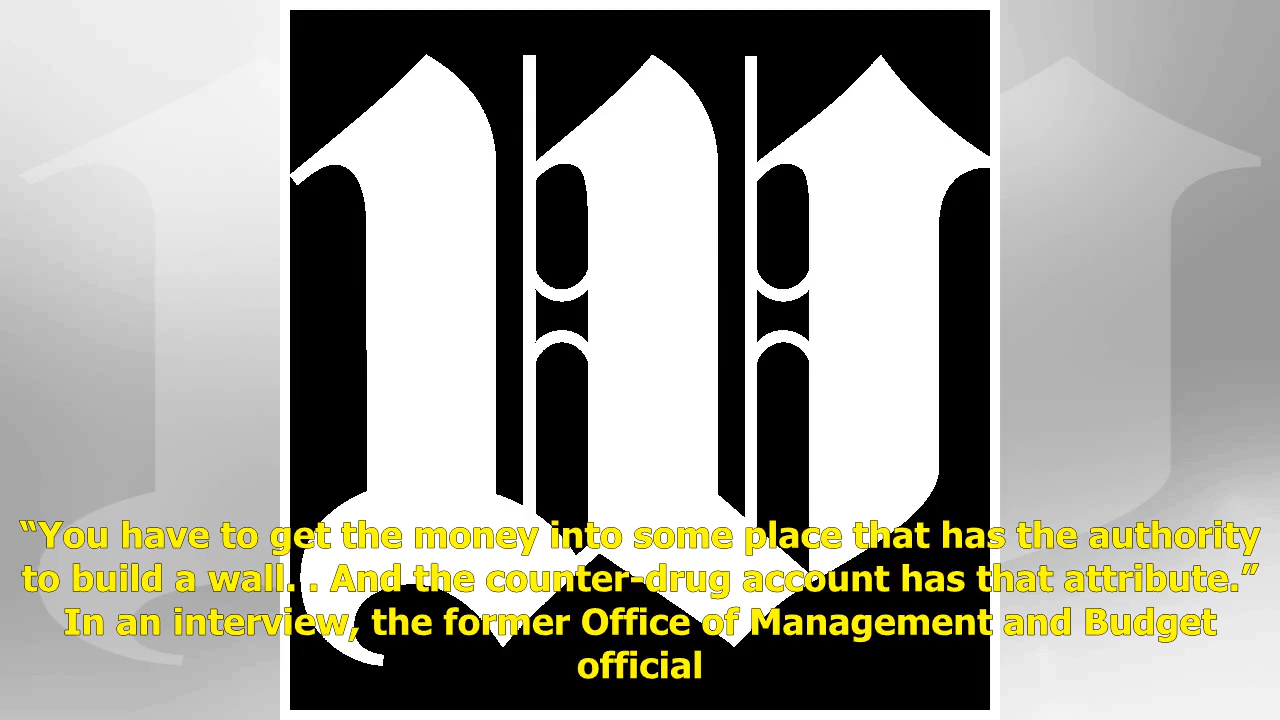 “You have to get the money into some place that has the authority
to build a wall. . . And the counter-drug account has that attribute.”
In an interview, the former Office of Management and Budget
official